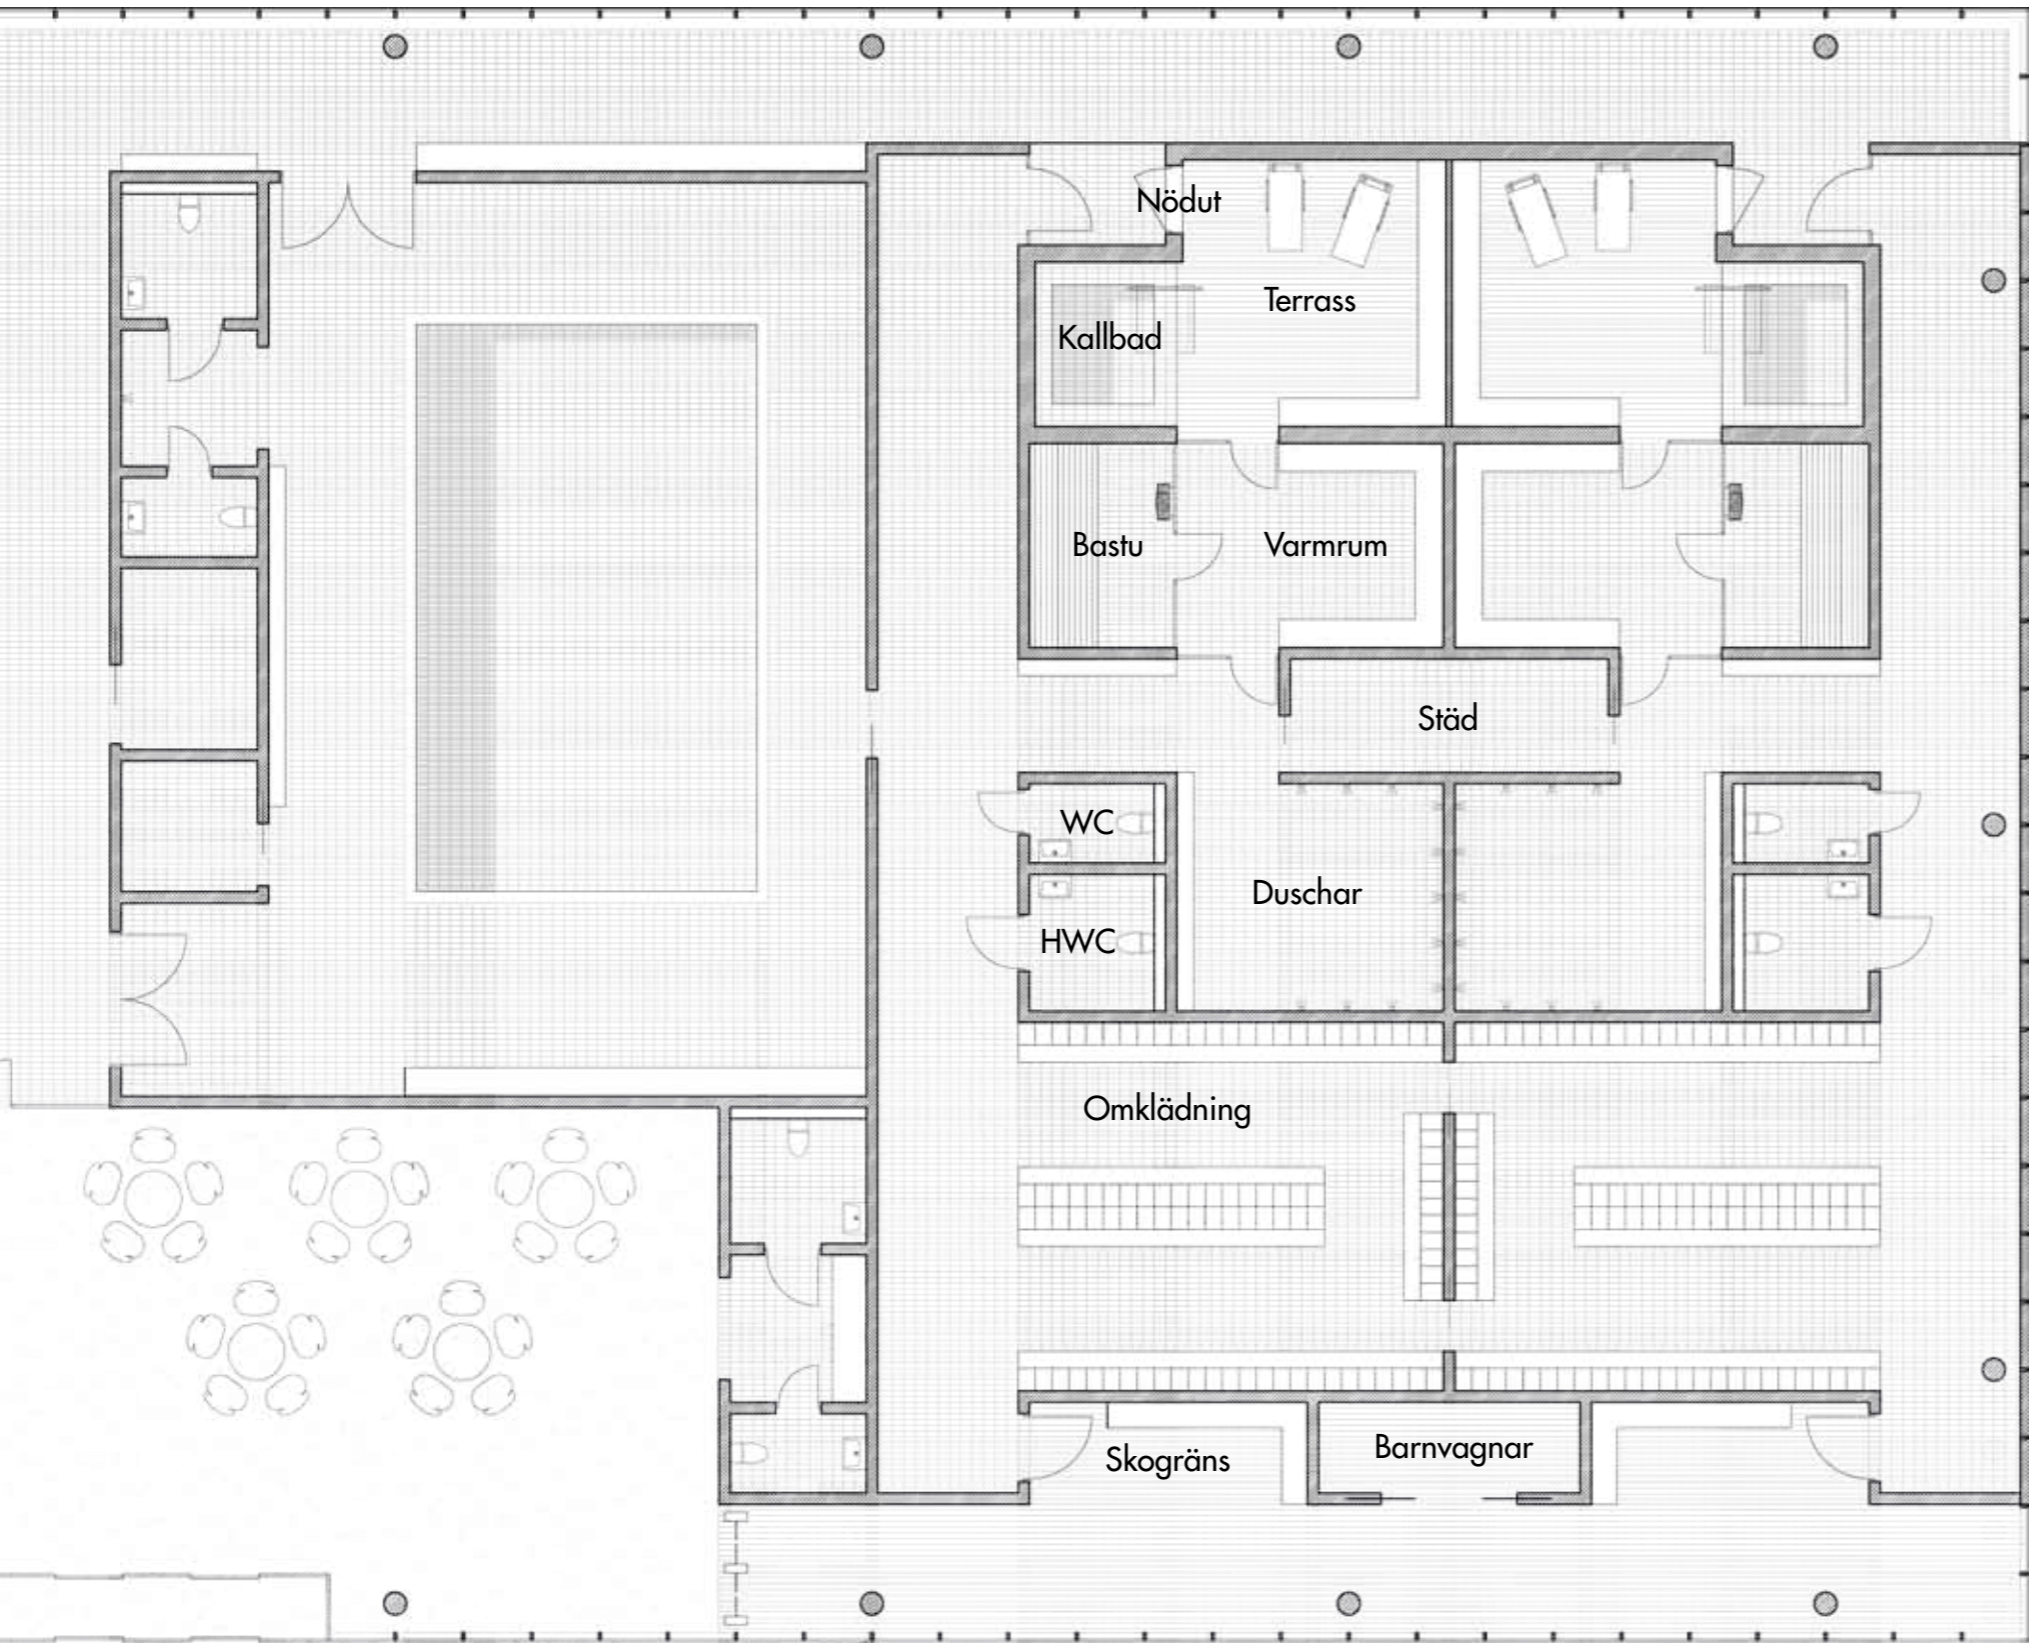 Nödut
Terrass
Kallbad
Bastu
Varmrum
Städ
WC
Duschar
HWC
Omklädning
Skogräns
Barnvagnar